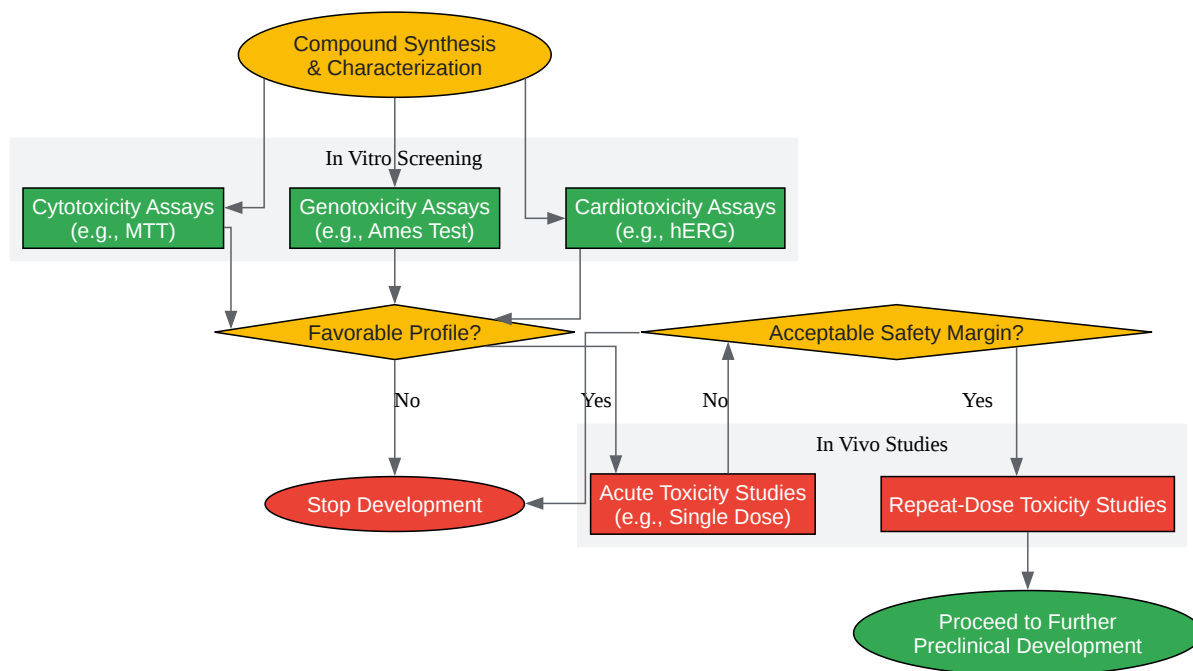 Compound Synthesis
& Characterization
In Vitro Screening
Cytotoxicity Assays
(e.g., MTT)
Genotoxicity Assays
(e.g., Ames Test)
Cardiotoxicity Assays
(e.g., hERG)
Favorable Profile?
Acceptable Safety Margin?
No
Yes
No
Yes
In Vivo Studies
Stop Development
Acute Toxicity Studies
(e.g., Single Dose)
Repeat-Dose Toxicity Studies
Proceed to Further
Preclinical Development